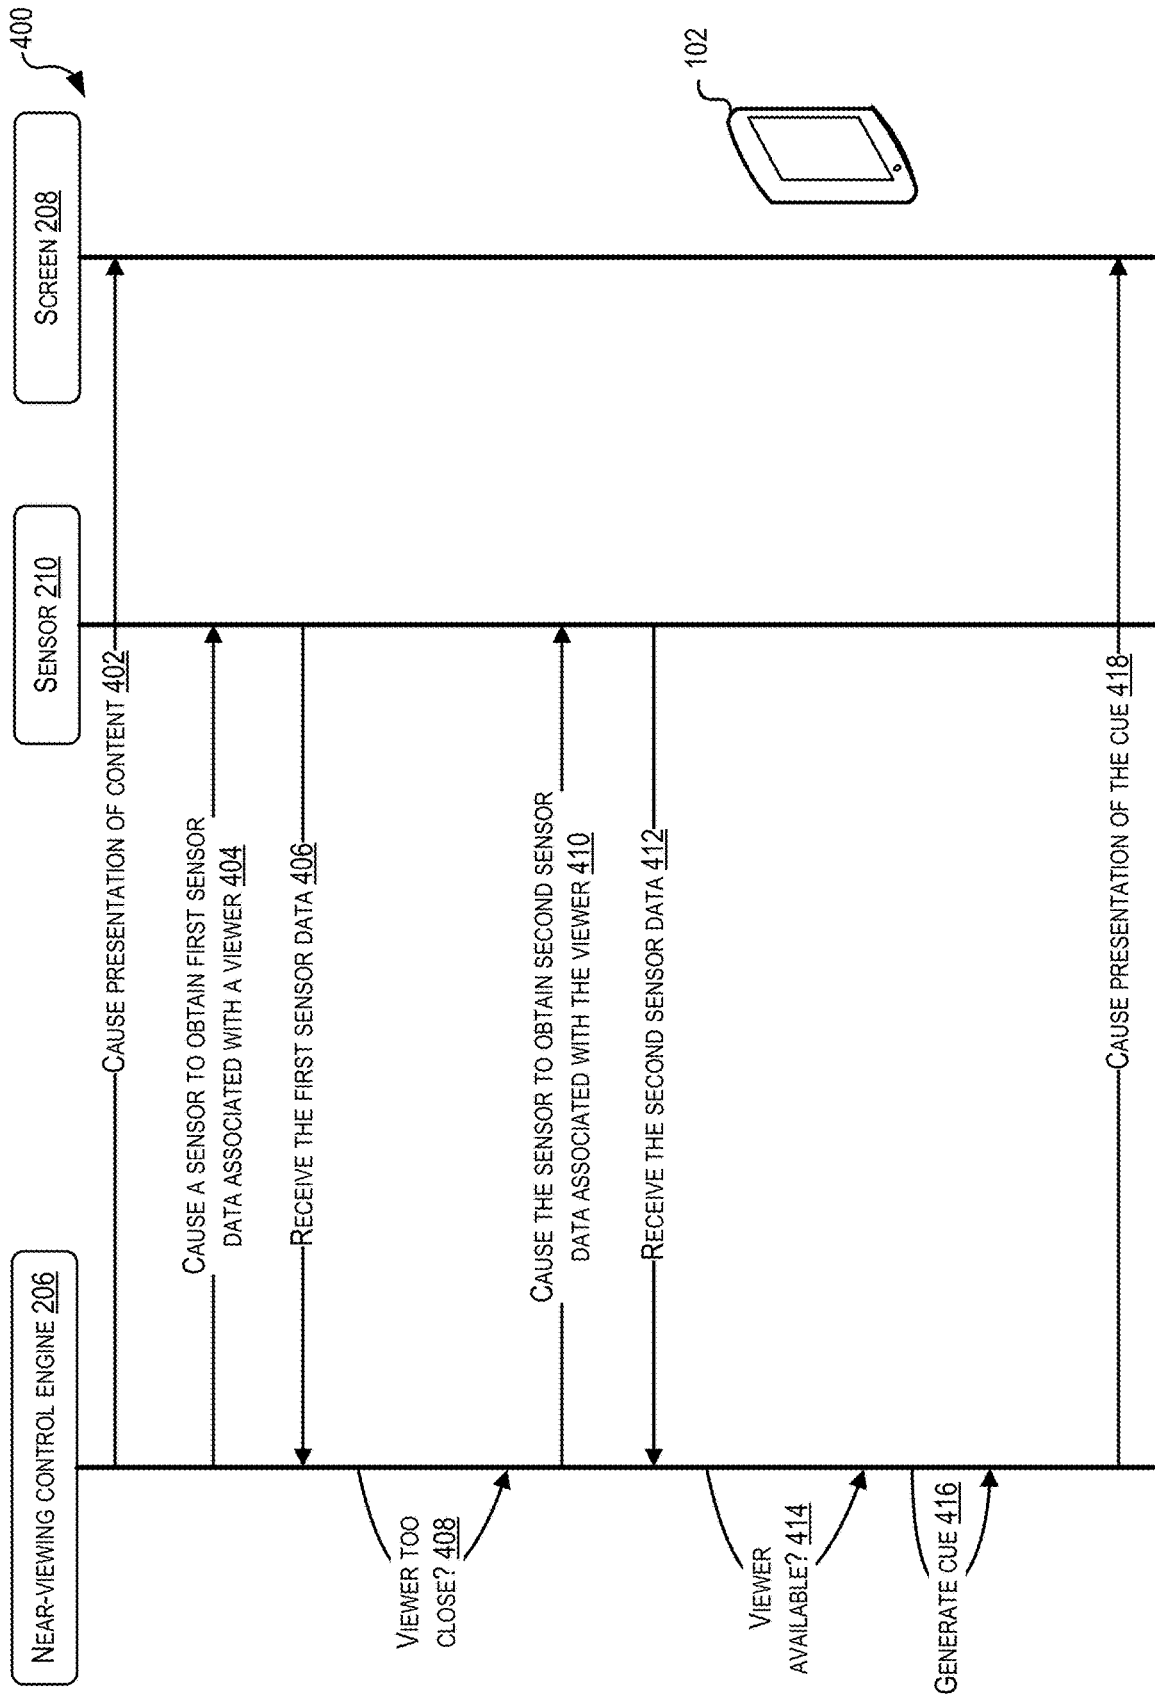 400
NEAR-VIEWING CONTROL ENGINE 206
SENSOR 210
SCREEN 208
CAUSE PRESENTATION OF CONTENT 402
CAUSE A SENSOR TO OBTAIN FIRST SENSOR
DATA ASSOCIATED WITH A VIEWER 404
RECEIVE THE FIRST SENSOR DATA 406
VIEWER TOO
CLOSE? 408
CAUSE THE SENSOR TO OBTAIN SECOND SENSOR
DATA ASSOCIATED WITH THE VIEWER 410
RECEIVE THE SECOND SENSOR DATA 412
102
VIEWER
AVAILABLE? 414
GENERATE CUE 416
CAUSE PRESENTATION OF THE CUE 418